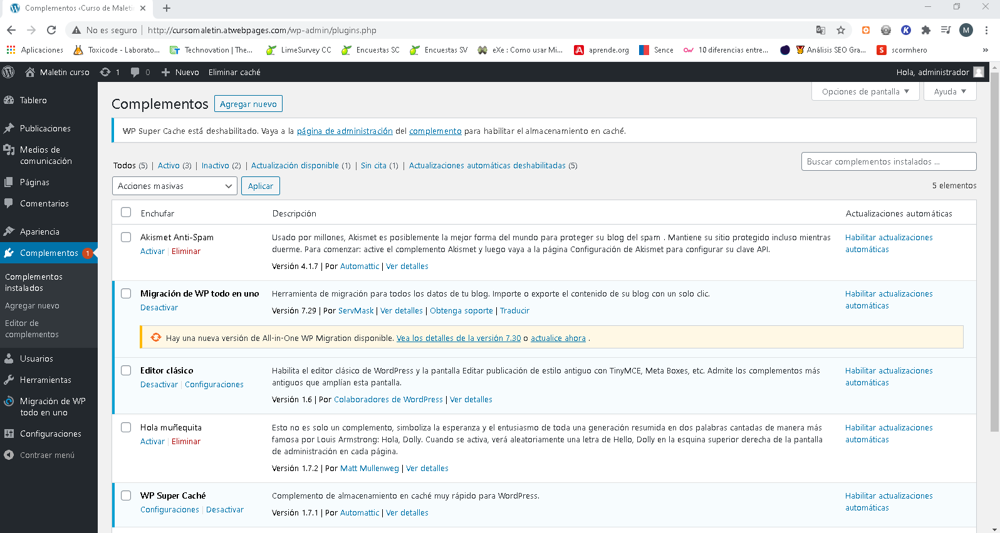 Complementos ‹Curso de Maletin
No es seguro | http://cursomaletin.atwebpages.com/wp-admin/plugins.php
M
Aplicaciones
Toxicode - Laborato...
Technovation | The...
LimeSurvey CC
Encuestas SC
Encuestas SV
eXe : Como usar Mi...
aprende.org
Sence
10 diferencias entre...
Análisis SEO Gra...
scormhero
»
Maletin curso
1
0
Nuevo
Eliminar caché
Hola, administrador
Tablero
Publicaciones
Medios de
comunicación
Páginas
Comentarios
Apariencia
Complementos 1
Complementos
instalados
Agregar nuevo
Editor de
complementos
Usuarios
Herramientas
Migración de WP
todo en uno
Configuraciones
Contraer menú
Opciones de pantalla ▼
Ayuda ▼
Complementos
Agregar nuevo
WP Super Cache está deshabilitado. Vaya a la página de administración del complemento para habilitar el almacenamiento en caché.
Todos (5) | Activo (3) | Inactivo (2) | Actualización disponible (1) | Sin cita (1) | Actualizaciones automáticas deshabilitadas (5)
Buscar complementos instalados ...
Acciones masivas
Aplicar
5 elementos
Enchufar
Descripción
Actualizaciones automáticas
Akismet Anti-Spam
Activar | Eliminar
Usado por millones, Akismet es posiblemente la mejor forma del mundo para proteger su blog del spam . Mantiene su sitio protegido incluso mientras
duerme. Para comenzar: active el complemento Akismet y luego vaya a la página Configuración de Akismet para configurar su clave API.
Versión 4.1.7 | Por Automattic | Ver detalles
Habilitar actualizaciones
automáticas
Migración de WP todo en uno
Desactivar
Herramienta de migración para todos los datos de tu blog. Importe o exporte el contenido de su blog con un solo clic.
Versión 7.29 | Por ServMask | Ver detalles | Obtenga soporte | Traducir
Habilitar actualizaciones
automáticas
Hay una nueva versión de All-in-One WP Migration disponible. Vea los detalles de la versión 7.30 o actualice ahora .
Editor clásico
Desactivar | Configuraciones
Habilita el editor clásico de WordPress y la pantalla Editar publicación de estilo antiguo con TinyMCE, Meta Boxes, etc. Admite los complementos más
antiguos que amplían esta pantalla.
Versión 1.6 | Por Colaboradores de WordPress | Ver detalles
Habilitar actualizaciones
automáticas
Hola muñequita
Activar | Eliminar
Esto no es solo un complemento, simboliza la esperanza y el entusiasmo de toda una generación resumida en dos palabras cantadas de manera más
famosa por Louis Armstrong: Hola, Dolly. Cuando se activa, verá aleatoriamente una letra de Hello, Dolly en la esquina superior derecha de la pantalla
de administración en cada página.
Versión 1.7.2 | Por Matt Mullenweg | Ver detalles
Habilitar actualizaciones
automáticas
WP Super Caché
Configuraciones | Desactivar
Complemento de almacenamiento en caché muy rápido para WordPress.
Versión 1.7.1 | Por Automattic | Ver detalles
Habilitar actualizaciones
automáticas